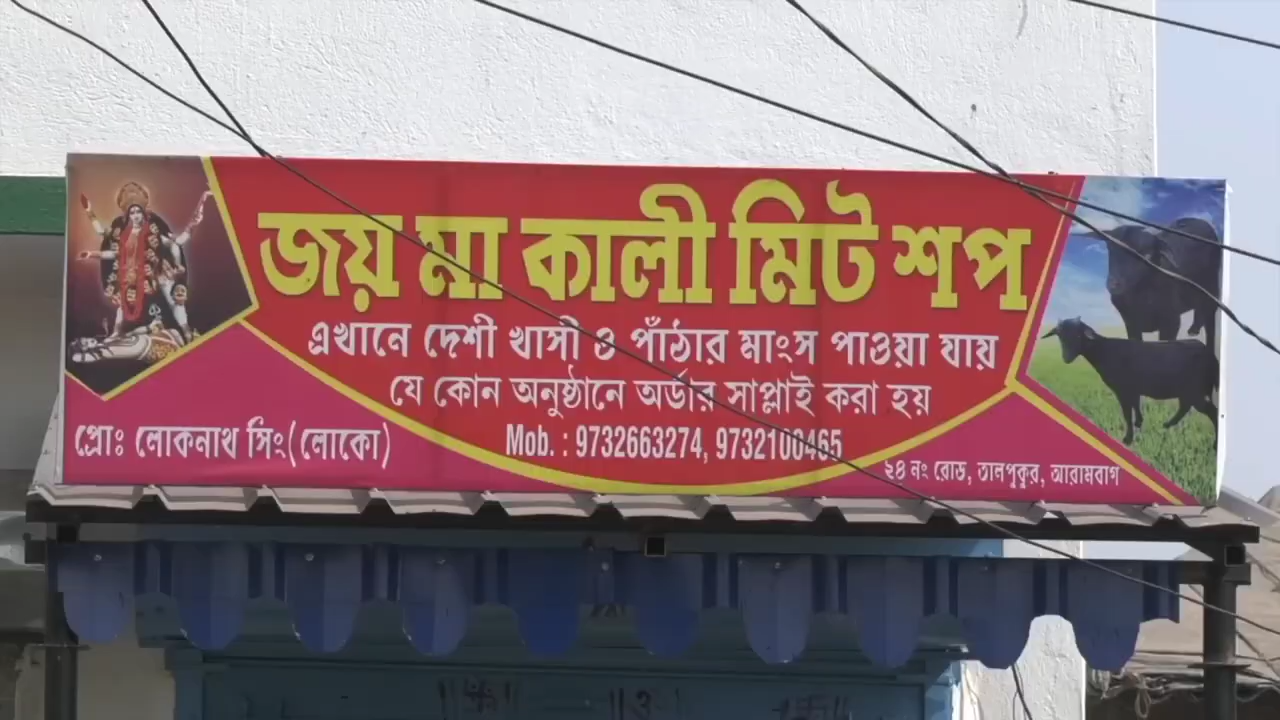 জয় মা কালী মিট শপ
এখানে দেশী খাসী ও পাঁঠার মাংস পাওয়া যায়
যে কোন অনুষ্ঠানে অর্ডার সাপ্লাই করা হয়
Mob. : 9732663274, 9732100465
প্রোঃ লোকনাথ সিং(লোকো)
২৪ নং রোড, তালপুকুর, আরামবাগ